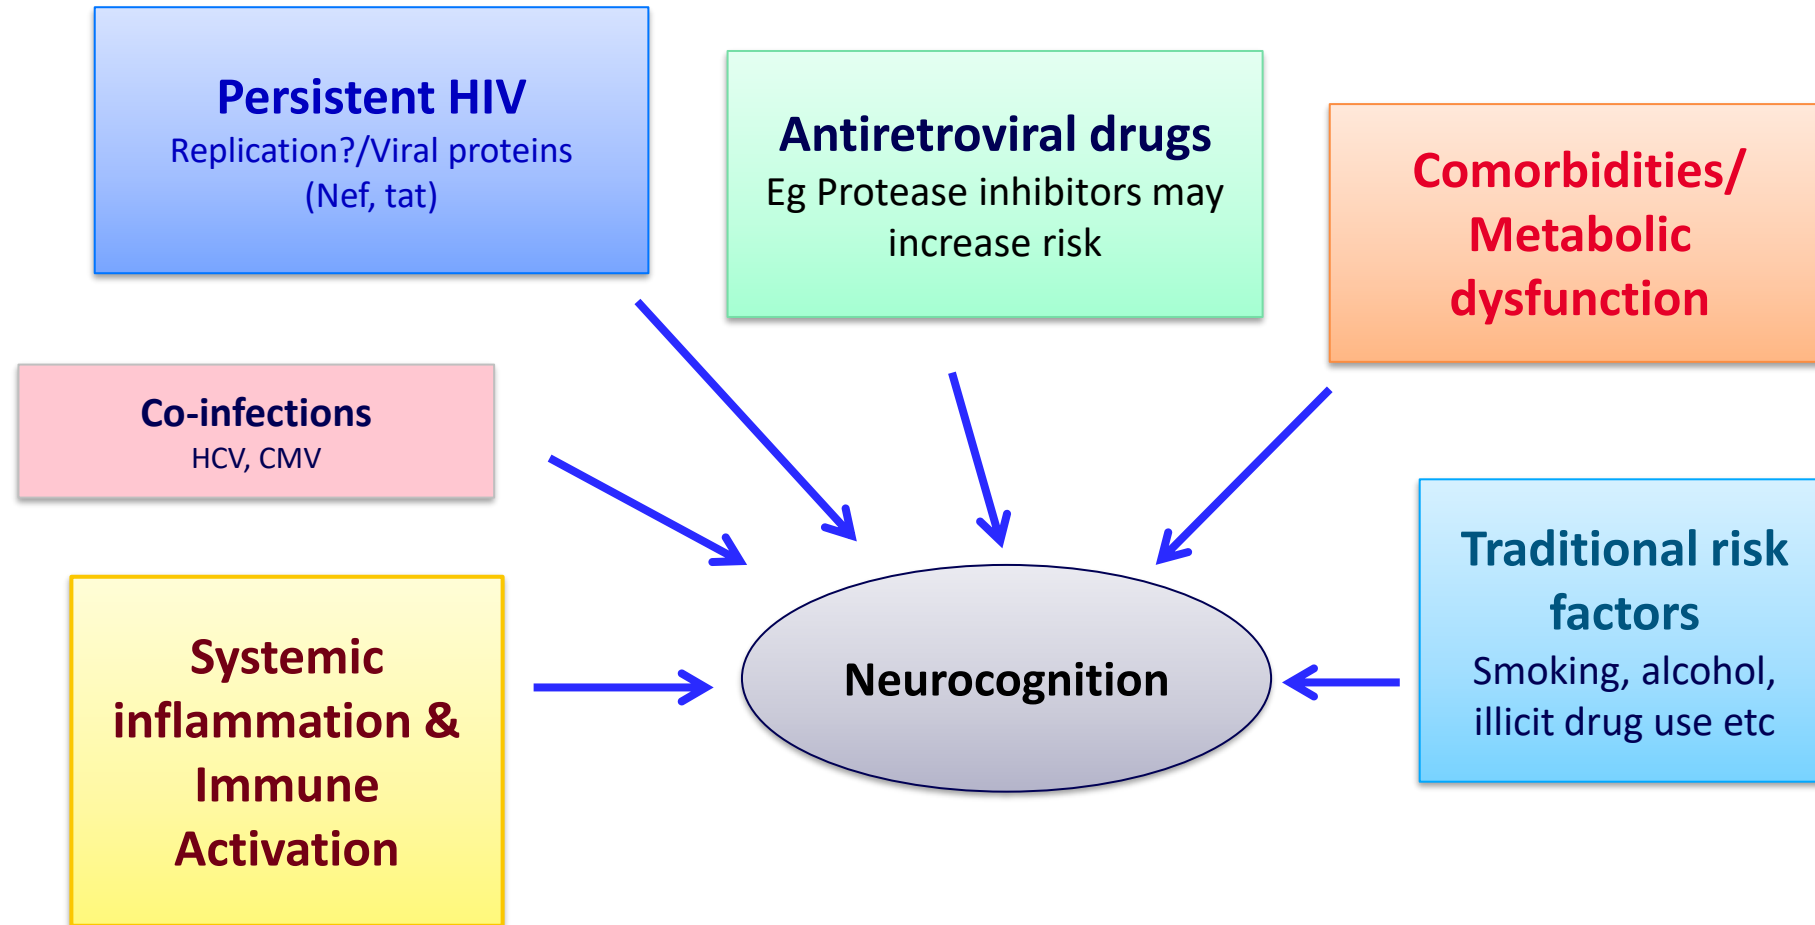 Persistent HIV
Replication?/Viral proteins
(Nef, tat)
Antiretroviral drugs
Eg Protease inhibitors may
increase risk
Comorbidities/
Metabolic
dysfunction
Co-infections
HCV, CMV
Traditional risk
factors
Smoking, alcohol,
illicit drug use etc
Systemic
inflammation &
Immune
Activation
Neurocognition